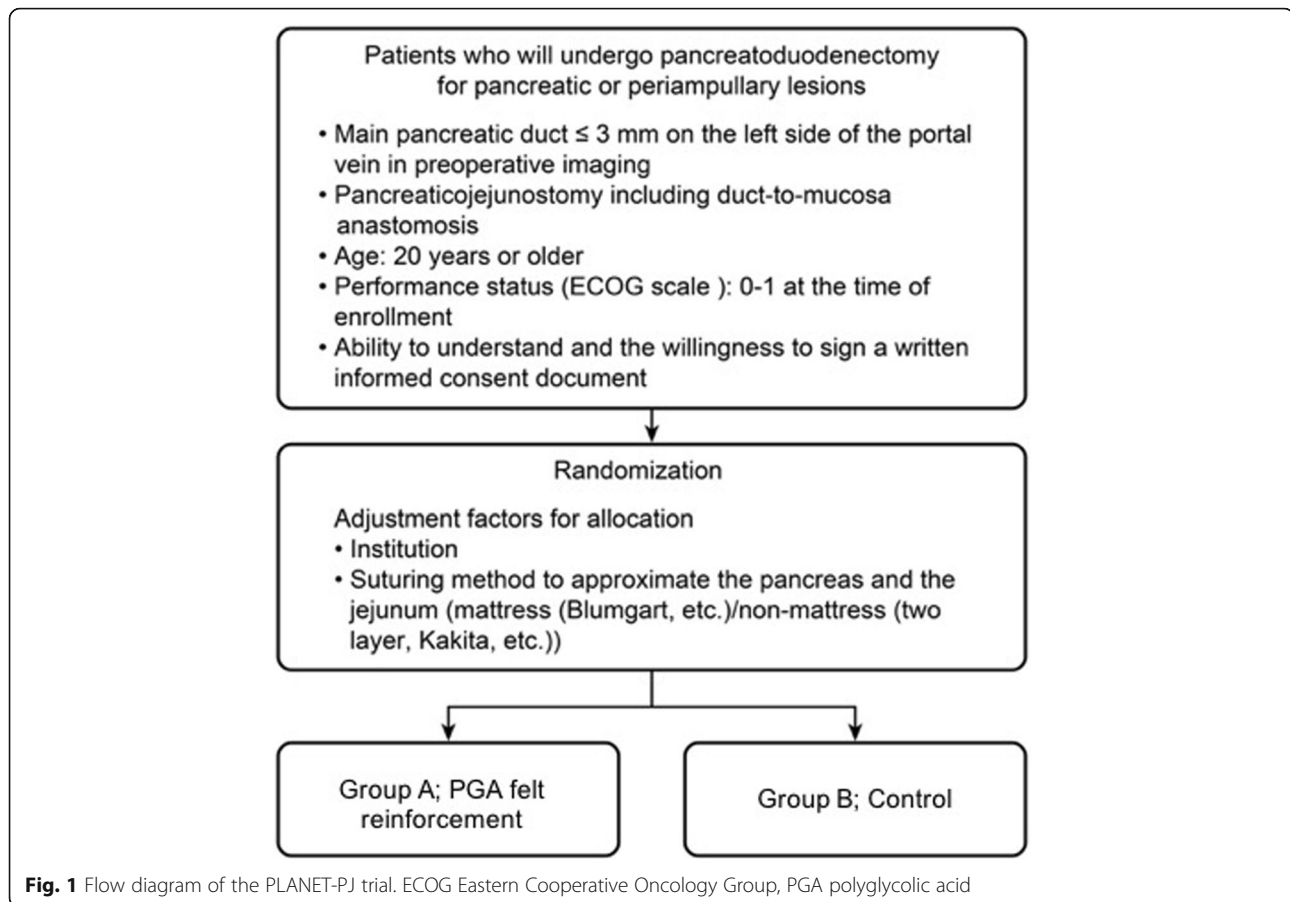 Patients who will undergo pancreatoduodenectomy
for pancreatic or periampullary lesions
• Main pancreatic duct ≤ 3 mm on the left side of the portal
vein in preoperative imaging
• Pancreaticojejunostomy including duct-to-mucosa
anastomosis
• Age: 20 years or older
• Performance status (ECOG scale ): 0-1 at the time of
enrollment
• Ability to understand and the willingness to sign a written
informed consent document
Randomization
Adjustment factors for allocation
• Institution
• Suturing method to approximate the pancreas and the
jejunum (mattress (Blumgart, etc.)/non-mattress (two
layer, Kakita, etc.))
Group A; PGA felt
reinforcement
Group B; Control
Fig. 1 Flow diagram of the PLANET-PJ trial. ECOG Eastern Cooperative Oncology Group, PGA polyglycolic acid